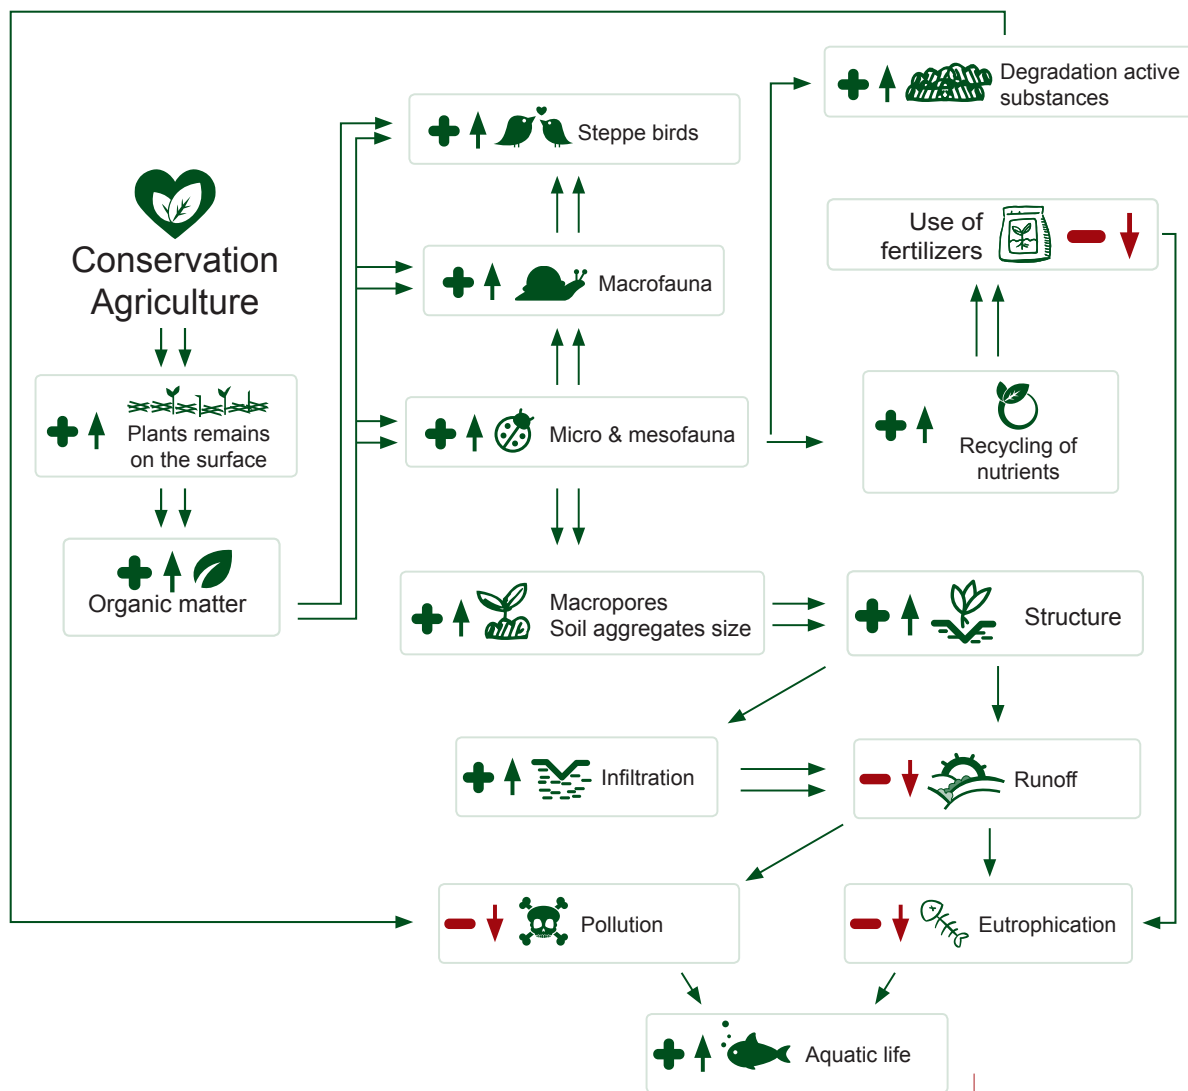 Conservation
Agriculture
Plants remains
on the surface
Organic matter
Steppe birds
Macrofauna
Micro & mesofauna
Macropores
Soil aggregates size
Degradation active
substances
Use of
fertilizers
Recycling of
nutrients
Structure
Infiltration
Runoff
Pollution
Eutrophication
Aquatic life